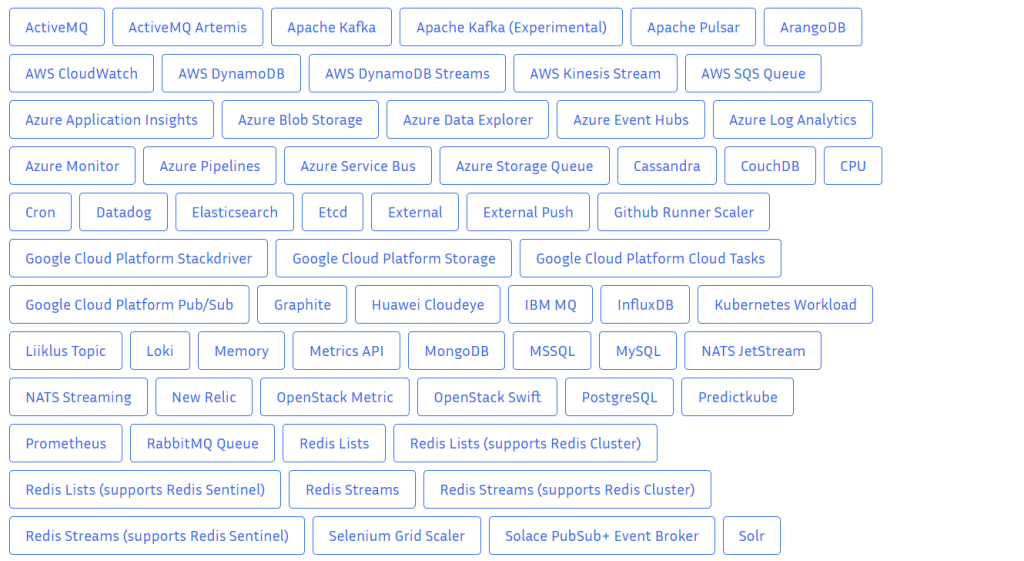 ActiveMQ ActiveMQ Artemis Apache Kafka Apache Kafka (Experimental) Apache Pulsar ArangoDB
AWS CloudWatch AWS DynamoDB AWS DynamoDB Streams AWS Kinesis Stream AWS SQS Queue
Azure Application Insights Azure Blob Storage Azure Data Explorer Azure Event Hubs Azure Log Analytics
Azure Monitor Azure Pipelines Azure Service Bus Azure Storage Queue Cassandra CouchDB CPU
Cron Datadog Elasticsearch Etcd External External Push Github Runner Scaler
Google Cloud Platform Stackdriver Google Cloud Platform Storage Google Cloud Platform Cloud Tasks
Google Cloud Platform Pub/Sub Graphite Huawei Cloudeye IBM MQ InfluxDB Kubernetes Workload
Liiklus Topic Loki Memory Metrics API MongoDB MSSQL MySQL NATS JetStream
NATS Streaming New Relic OpenStack Metric OpenStack Swift PostgreSQL Predictkube
Prometheus RabbitMQ Queue Redis Lists Redis Lists (supports Redis Cluster)
Redis Lists (supports Redis Sentinel) Redis Streams Redis Streams (supports Redis Cluster)
Redis Streams (supports Redis Sentinel) Selenium Grid Scaler Solace PubSub+ Event Broker Solr